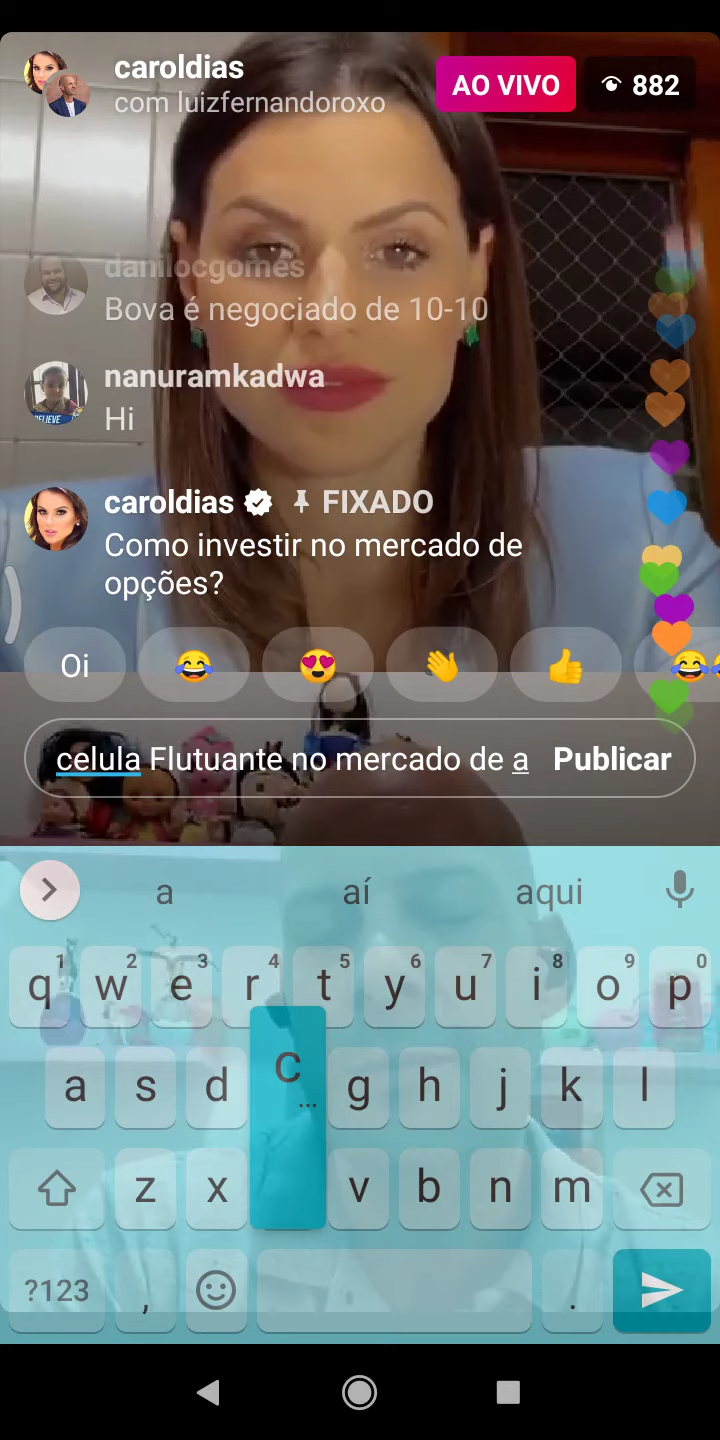 caroldias
com luizfernandoroxo
AO VIVO
882
danilocgomes
Bova é negociado de 10-10
nanuramkadwa
Hi
caroldias FIXADO
Como investir no mercado de
opções?
Oi
celula Flutuante no mercado de a Publicar
a aí aqui
1 2 3 4 5 6 7 8 9 0
q w e r t y u i o p
a s d c g h j k l
...
z x v b n m
?123 , .